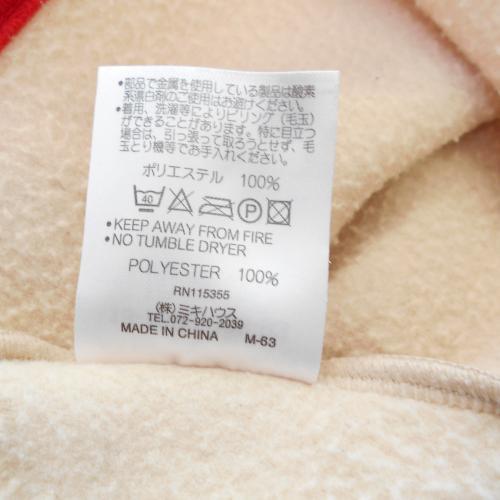 •部品で金属を使用している製品は酸素
系漂白剤のご使用はお避けください。
•着用、洗濯等によりピリング（毛玉）
ができることがあります。特に目立つ
場合は、引っ張って取ろうとせず、毛
玉とり機等でお手入れください。
ポリエステル 100%
40 P
•KEEP AWAY FROM FIRE
•NO TUMBLE DRYER
POLYESTER 100%
RN115355
(株)ミキハウス
TEL.072-920-2039
MADE IN CHINA M-63